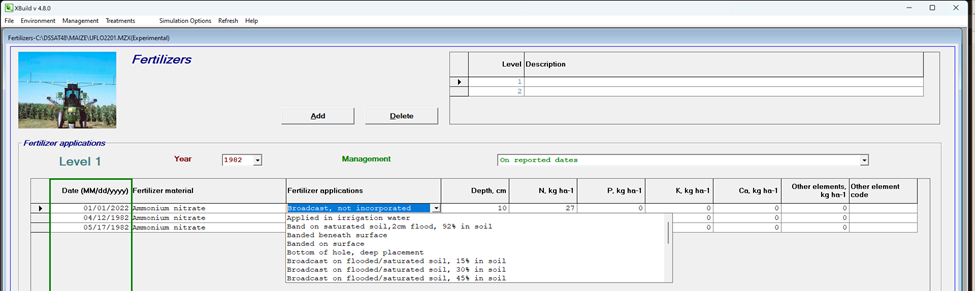 XBuild v 4.8.0
File Environment Management Treatments Simulation Options Refresh Help
Fertilizers-C:\DSSAT48\MAIZE\UFLO2201.MZX(Experimental)
Fertilizers
Level Description
1
2
Add Delete
Fertilizer applications
Level 1 Year 1982 Management On reported dates
Date (MM/dd/yyyy) Fertilizer material Fertilizer applications Depth, cm N, kg ha-1 P, kg ha-1 K, kg ha-1 Ca, kg ha-1 Other elements, kg ha-1 Other element code
01/01/2022 Ammonium nitrate Broadcast, not incorporated 10 27 0 0 0 0
04/12/1982 Ammonium nitrate 0 0 0
05/17/1982 Ammonium nitrate 0 0 0
Applied in irrigation water
Band on saturated soil,2cm flood, 92% in soil
Banded beneath surface
Banded on surface
Bottom of hole, deep placement
Broadcast on flooded/saturated soil, 15% in soil
Broadcast on flooded/saturated soil, 30% in soil
Broadcast on flooded/saturated soil, 45% in soil